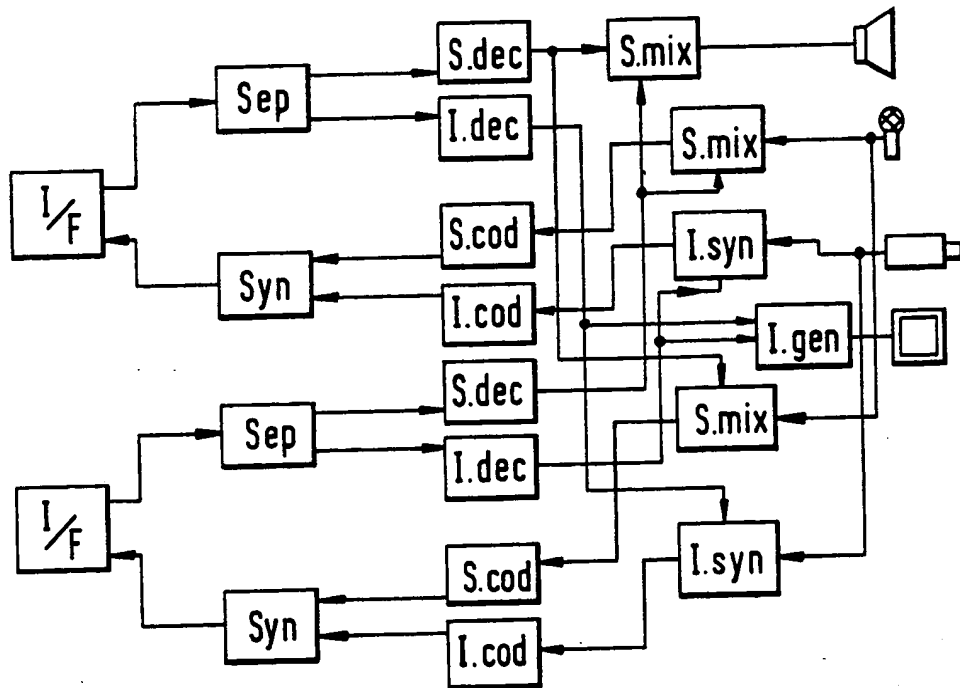 S.dec
S.mix
Sep
I.dec
S.mix
I/F
S.cod
I.syn
Syn
I.cod
I.gen
S.dec
S.mix
Sep
I.dec
I/F
S.cod
I.syn
Syn
I.cod